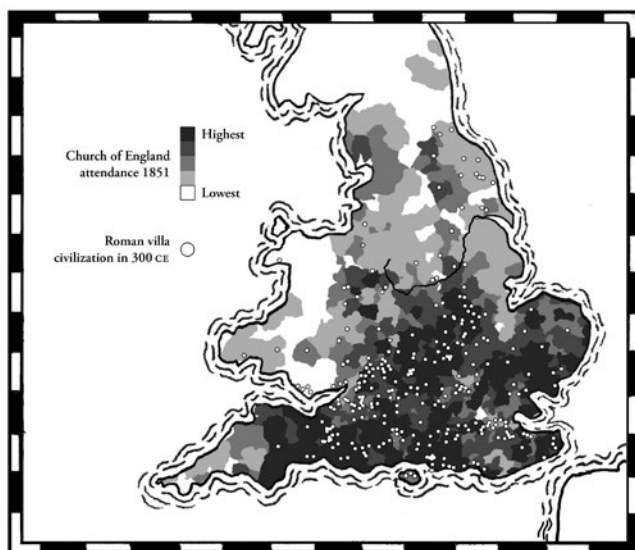 Highest
Church of England
attendance 1851
Lowest
Roman villa
civilization in 300 CE